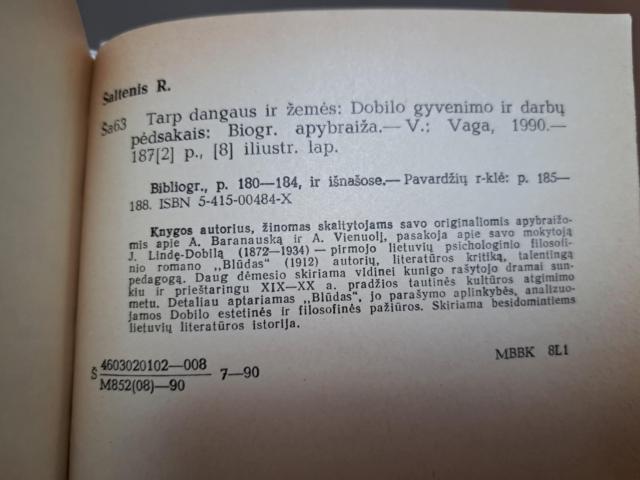 Šaltenis R.
Ša63 Tarp dangaus ir žemės: Dobilo gyvenimo ir darbų
pėdsakais: Biogr. apybraiža.— V.: Vaga, 1990.—
187[2] p., [8] iliustr. lap.
Bibliogr., p. 180—184, ir išnašose.— Pavardžių r-klė: p. 185—
188. ISBN 5-415-00484-X
Knygos autorius, žinomas skaitytojams savo originaliomis apybraižo-
mis apie A. Baranauską ir A. Vienuolį, pasakoja apie savo mokytoją
J. Lindę-Dobilą (1872—1934) — pirmojo lietuvių psichologinio filosofi-
nio romano „Blūdas“ (1912) autorių, literatūros kritiką, talentingą
pedagogą. Daug dėmesio skiriama vidinei kunigo rašytojo dramai sun-
kiu ir prieštaringu XIX—XX a. pradžios tautinės kultūros atgimimo
metu. Detaliai aptariamas „Blūdas“, jo parašymo aplinkybės, analizuo-
jamos Dobilo estetinės ir filosofinės pažiūros. Skiriama besidomintiems
lietuvių literatūros istorija.
Š 4603020102—008 7—90
M852(08)—90
MBBK 8L1